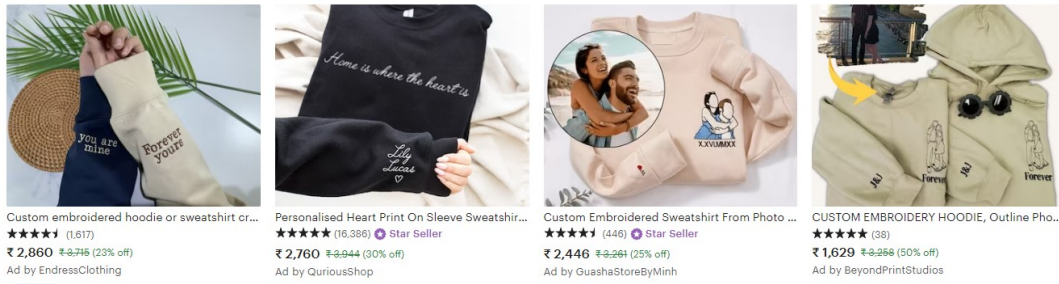 you are
mine
Forever
yours
Home is where the heart is
Lily
Lucas
X.XVI.MMXX
J&J
Forever
Forever
Custom embroidered hoodie or sweatshirt cr...
(1,617)
₹ 2,860 ₹ 3,715 (23% off)
Ad by EndressClothing
Personalised Heart Print On Sleeve Sweatshir...
(16,386) Star Seller
₹ 2,760 ₹ 3,944 (30% off)
Ad by QuriousShop
Custom Embroidered Sweatshirt From Photo ...
(446) Star Seller
₹ 2,446 ₹ 3,261 (25% off)
Ad by GuashaStoreByMinh
CUSTOM EMBROIDERY HOODIE, Outline Pho...
(38)
₹ 1,629 ₹ 3,258 (50% off)
Ad by BeyondPrintStudios